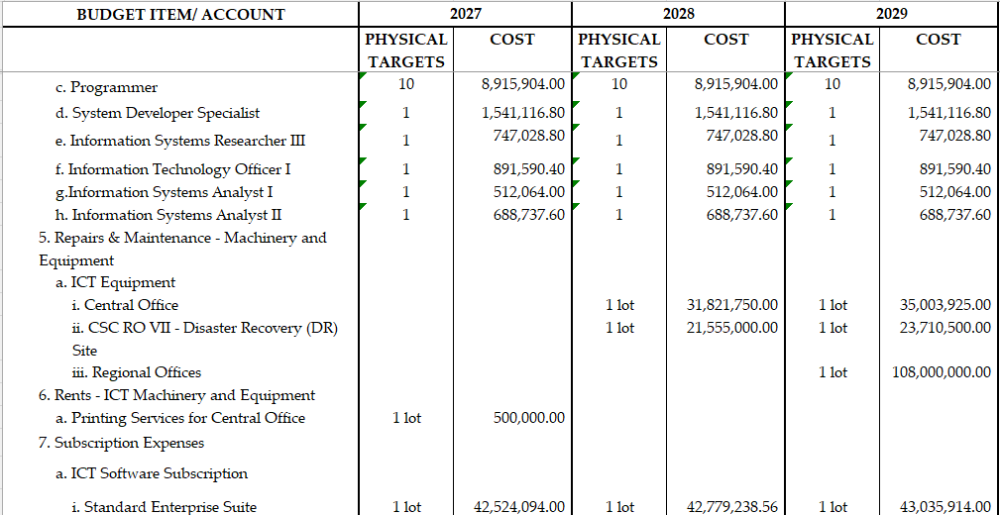 BUDGET ITEM/ ACCOUNT 2027 2028 2029
PHYSICAL TARGETS COST PHYSICAL TARGETS COST PHYSICAL TARGETS COST
c. Programmer 10 8,915,904.00 10 8,915,904.00 10 8,915,904.00
d. System Developer Specialist 1 1,541,116.80 1 1,541,116.80 1 1,541,116.80
e. Information Systems Researcher III 1 747,028.80 1 747,028.80 1 747,028.80
f. Information Technology Officer I 1 891,590.40 1 891,590.40 1 891,590.40
g.Information Systems Analyst I 1 512,064.00 1 512,064.00 1 512,064.00
h. Information Systems Analyst II 1 688,737.60 1 688,737.60 1 688,737.60
5. Repairs & Maintenance - Machinery and
Equipment
a. ICT Equipment
i. Central Office 1 lot 31,821,750.00 1 lot 35,003,925.00
ii. CSC RO VII - Disaster Recovery (DR) 1 lot 21,555,000.00 1 lot 23,710,500.00
Site
iii. Regional Offices 1 lot 108,000,000.00
6. Rents - ICT Machinery and Equipment
a. Printing Services for Central Office 1 lot 500,000.00
7. Subscription Expenses
a. ICT Software Subscription
i. Standard Enterprise Suite 1 lot 42,524,094.00 1 lot 42,779,238.56 1 lot 43,035,914.00